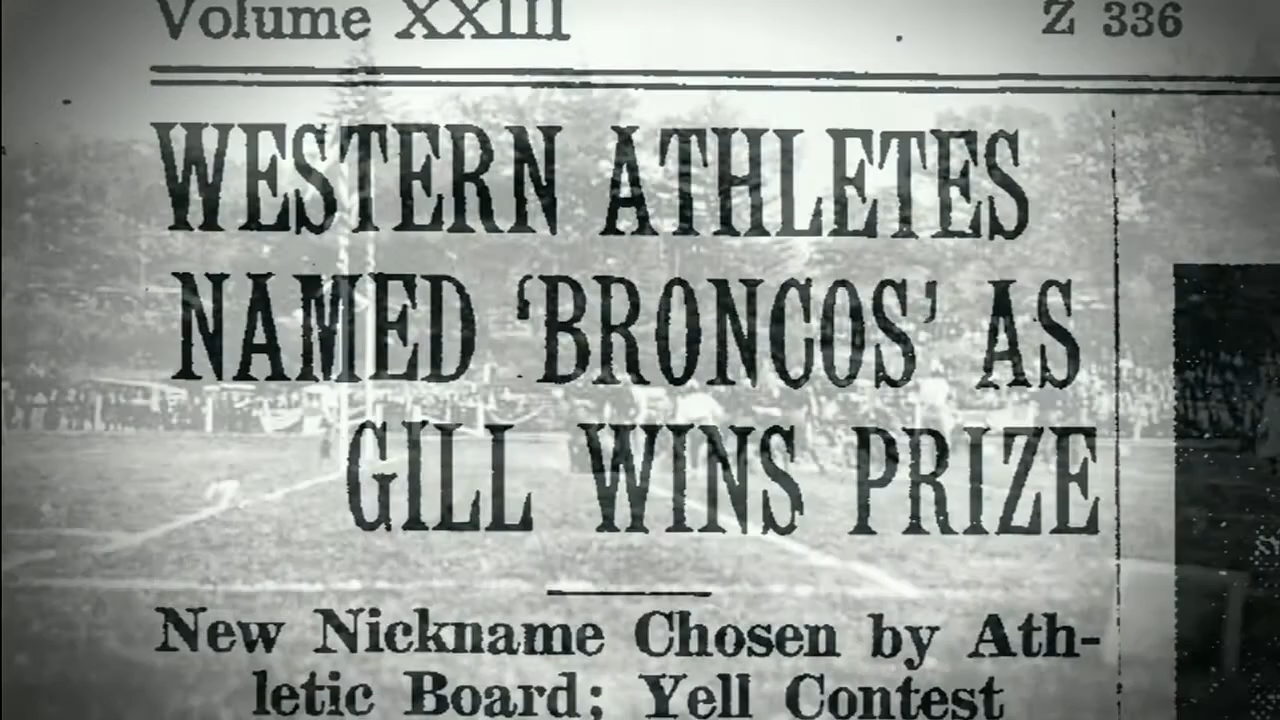 Volume XXIII Z 336
WESTERN ATHLETES
NAMED ‘BRONCOS’ AS
GILL WINS PRIZE
New Nickname Chosen by Ath-
letic Board; Yell Contest